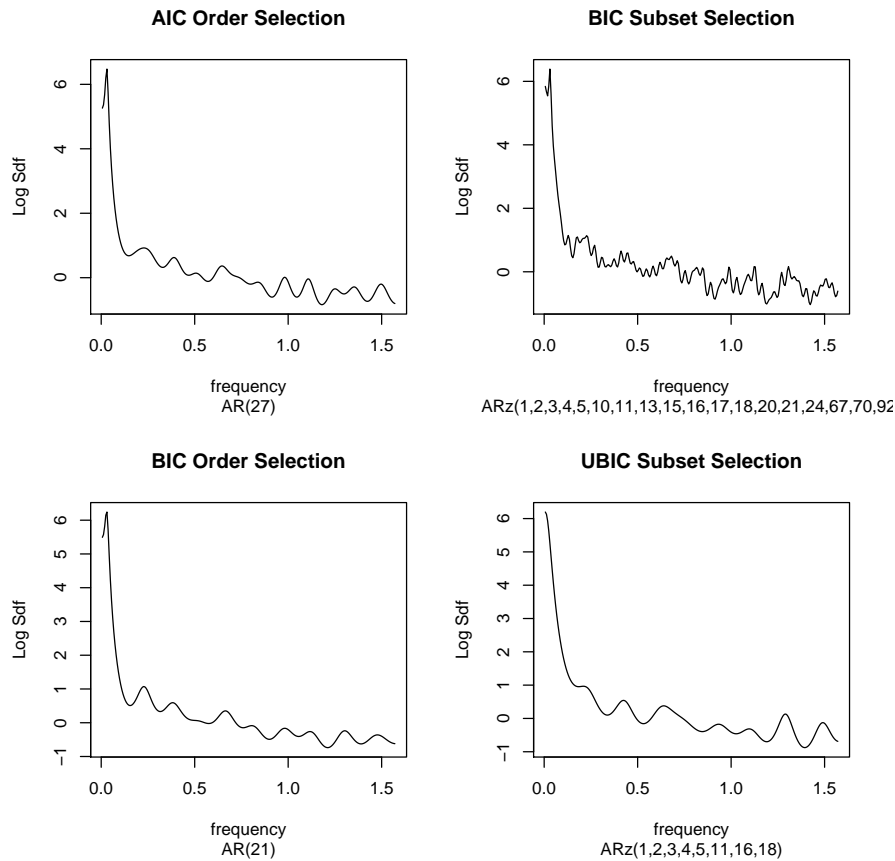 AIC Order Selection
Log Sdf
0 2 4 6
0.0 0.5 1.0 1.5
frequency
AR(27)
BIC Subset Selection
Log Sdf
0 2 4 6
0.0 0.5 1.0 1.5
frequency
ARz(1,2,3,4,5,10,11,13,15,16,17,18,20,21,24,67,70,92
BIC Order Selection
Log Sdf
−1 0 1 2 3 4 5 6
0.0 0.5 1.0 1.5
frequency
AR(21)
UBIC Subset Selection
Log Sdf
−1 0 1 2 3 4 5 6
0.0 0.5 1.0 1.5
frequency
ARz(1,2,3,4,5,11,16,18)